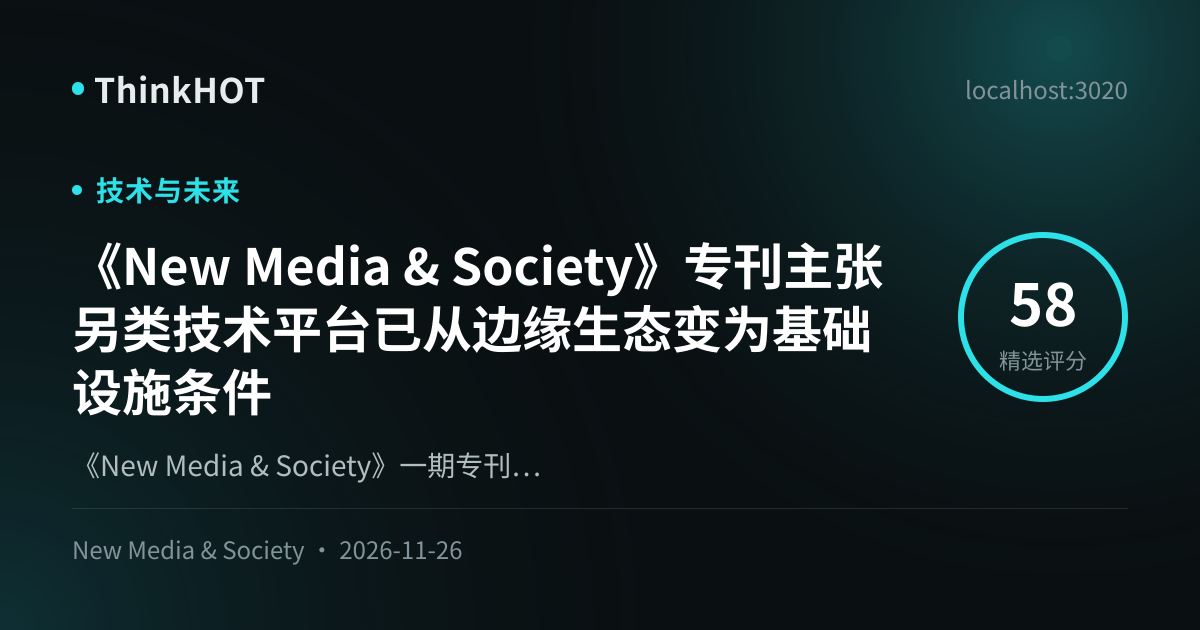 ThinkHOT
localhost:3020
技术与未来
《New Media & Society》专刊主张
另类技术平台已从边缘生态变为基础
设施条件
58
精选评分
《New Media & Society》一期专刊…
New Media & Society · 2026-11-26